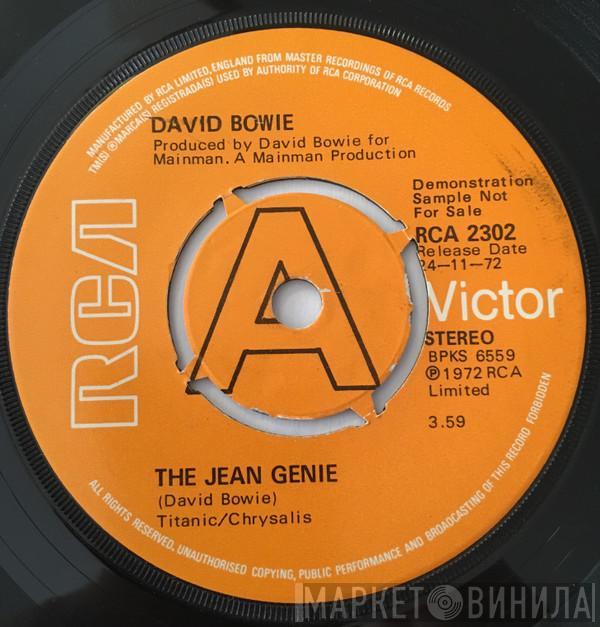 MANUFACTURED BY RCA LIMITED, ENGLAND FROM MASTER RECORDINGS OF RCA RECORDS
TM(S) ® MARCA(S) REGISTRADA(S) USED BY AUTHORITY OF RCA CORPORATION
DAVID BOWIE
Produced by David Bowie for
Mainman. A Mainman Production
Demonstration
Sample Not
For Sale
RCA 2302
Release Date
24—11—72
RCA
A
Victor
STEREO
BPKS 6559
℗ 1972 RCA
Limited
3.59
THE JEAN GENIE
(David Bowie)
Titanic/Chrysalis
ALL RIGHTS RESERVED, UNAUTHORISED COPYING, PUBLIC PERFORMANCE AND BROADCASTING OF THIS RECORD FORBIDDEN
МАРКЕТ ВИНИЛА